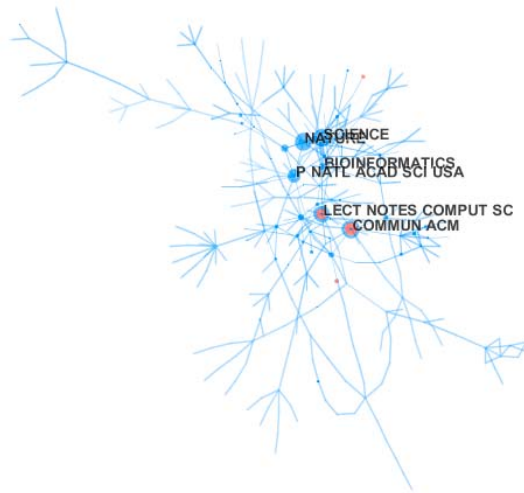 SCIENCE
NATURE
BIOINFORMATICS
P NATL ACAD SCI USA
LECT NOTES COMPUT SC
COMMUN ACM